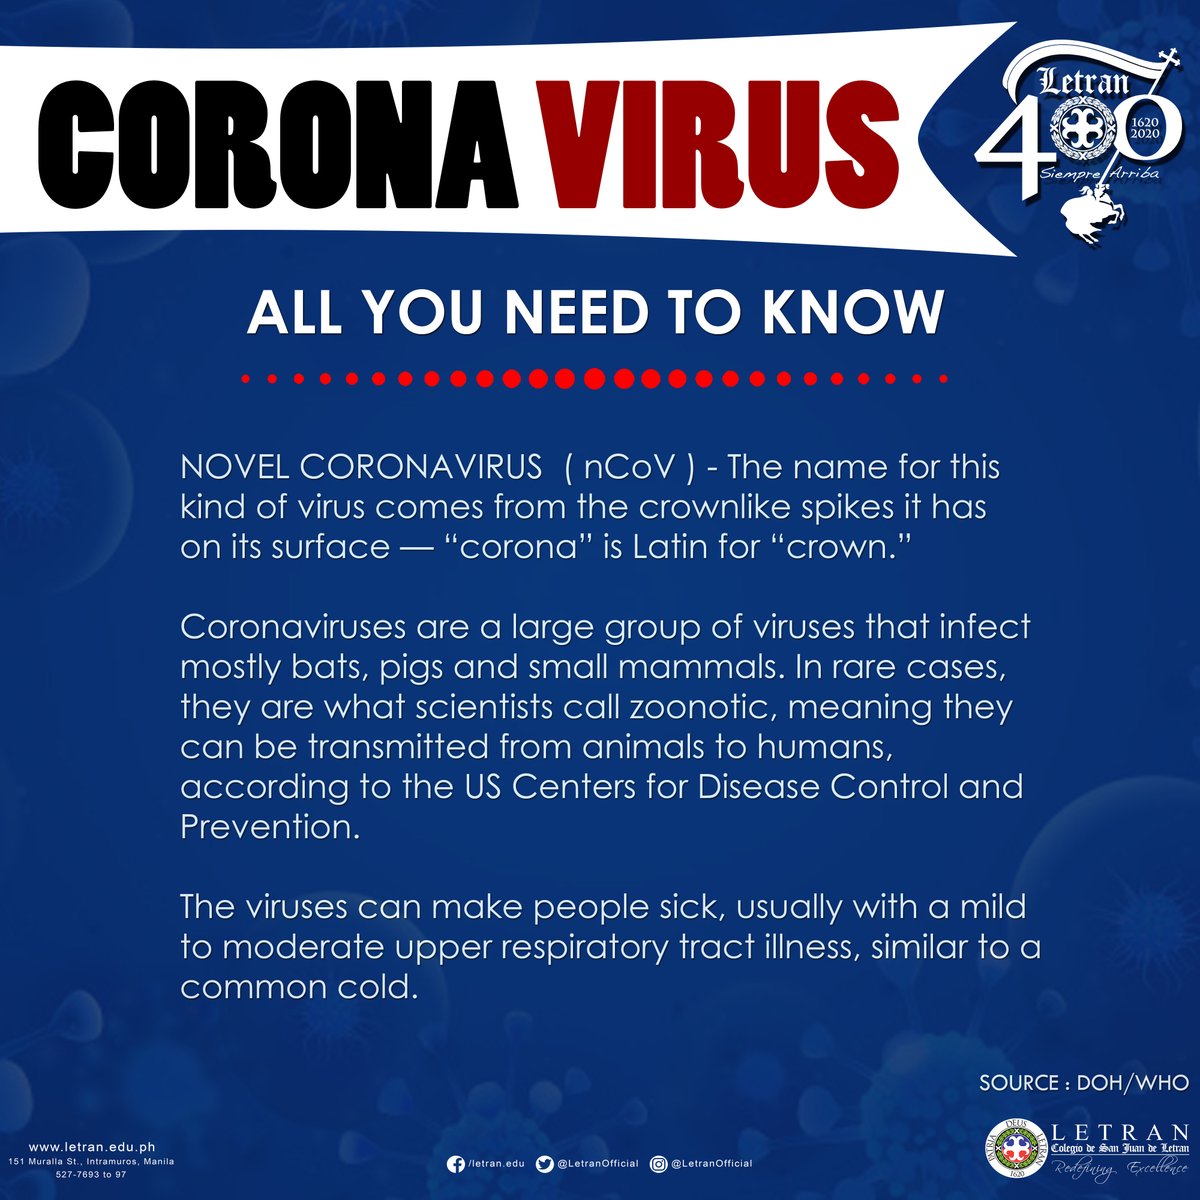 CORONA VIRUS
Letran
400
1620
2020
Siempre Arriba
ALL YOU NEED TO KNOW
NOVEL CORONAVIRUS ( nCoV ) - The name for this
kind of virus comes from the crownlike spikes it has
on its surface — “corona” is Latin for “crown.”
Coronaviruses are a large group of viruses that infect
mostly bats, pigs and small mammals. In rare cases,
they are what scientists call zoonotic, meaning they
can be transmitted from animals to humans,
according to the US Centers for Disease Control and
Prevention.
The viruses can make people sick, usually with a mild
to moderate upper respiratory tract illness, similar to a
common cold.
SOURCE : DOH/WHO
www.letran.edu.ph
151 Muralla St., Intramuros, Manila
527-7693 to 97
/letran.edu @LetranOfficial @LetranOfficial
DEUS PATRIA LETRAN
1620
LETRAN
Colegio de San Juan de Letran
Redefining Excellence